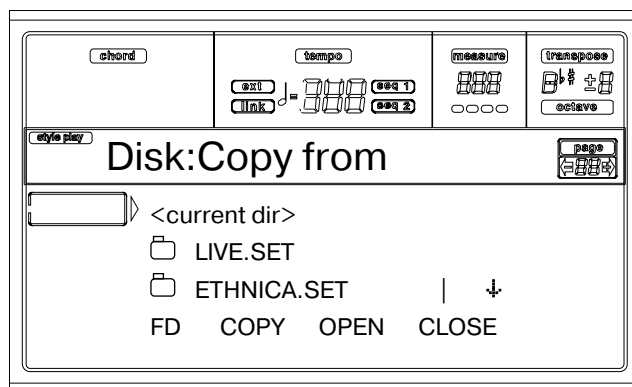 chord
tempo
measure
transpose
ext
seq 1
link
seq 2
octave
style play
Disk:Copy from
page
<current dir>
LIVE.SET
ETHNICA.SET
FD COPY OPEN CLOSE